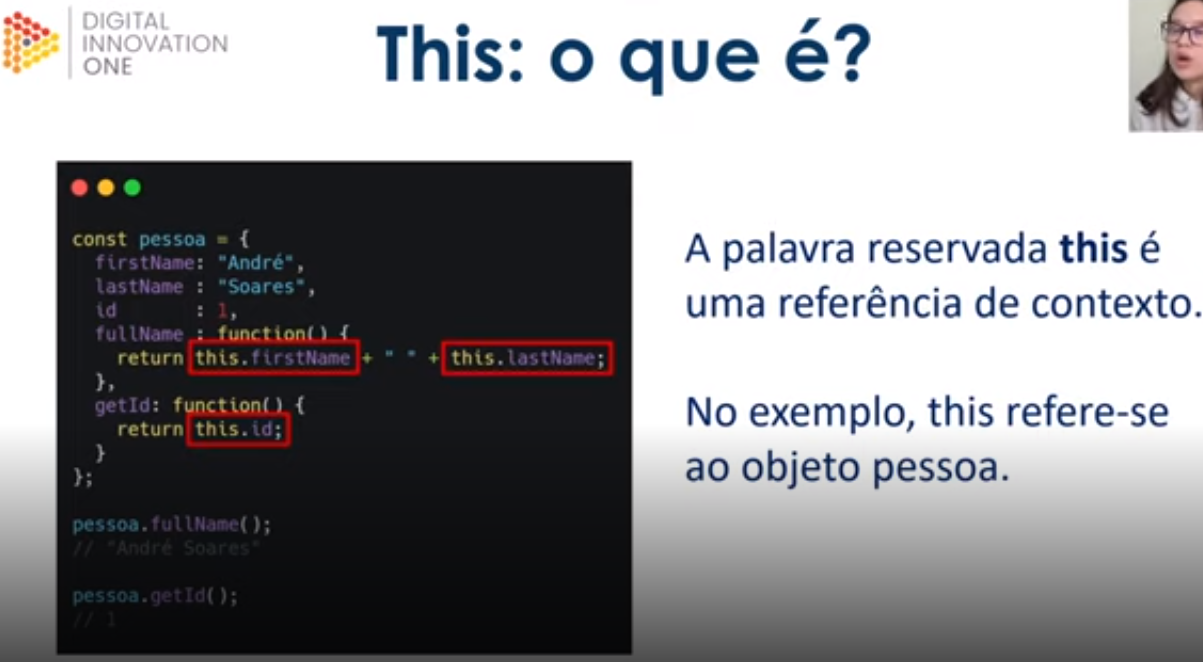 DIGITAL
INNOVATION
ONE
This: o que é?
const pessoa = {
  firstName: "André",
  lastName : "Soares",
  id       : 1,
  fullName : function() {
    return this.firstName + " " + this.lastName;
  },
  getId: function() {
    return this.id;
  }
};
pessoa.fullName();
// "André Soares"
pessoa.getId();
// 1
A palavra reservada this é
uma referência de contexto.
No exemplo, this refere-se
ao objeto pessoa.